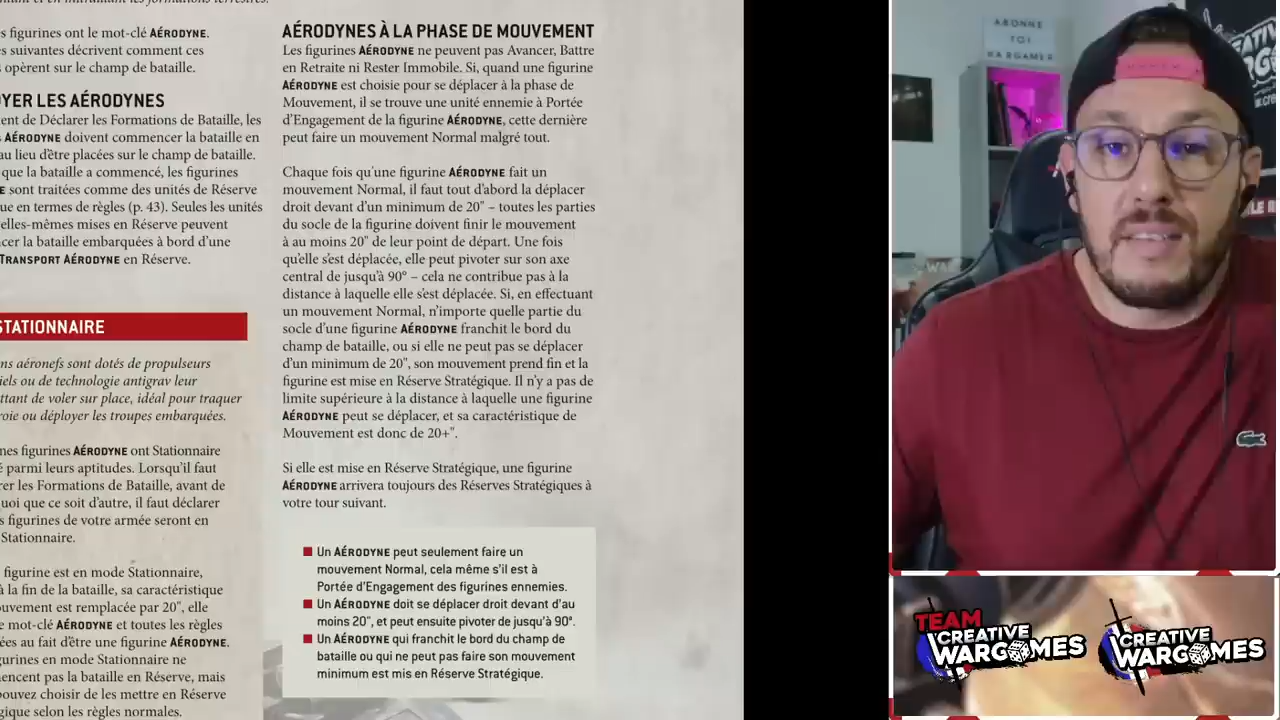 figurines ont le mot-clé AÉRODYNE.
suivantes décrivent comment ces
opèrent sur le champ de bataille.
LES AÉRODYNES
de Déclarer les Formations de Bataille, les
AÉRODYNE doivent commencer la bataille en
au lieu d'être placées sur le champ de bataille.
que la bataille a commencé, les figurines
sont traitées comme des unités de Réserve
en termes de règles (p. 43). Seules les unités
elles-mêmes mises en Réserve peuvent
la bataille embarquées à bord d'une
TRANSPORT AÉRODYNE en Réserve.
STATIONNAIRE
aéronefs sont dotés de propulseurs
ou de technologie antigrav leur
de voler sur place, idéal pour traquer
ou déployer les troupes embarquées.
figurines AÉRODYNE ont Stationnaire
parmi leurs aptitudes. Lorsqu'il faut
les Formations de Bataille, avant de
quoi que ce soit d'autre, il faut déclarer
figurines de votre armée seront en
Stationnaire.
figurine est en mode Stationnaire,
à la fin de la bataille, sa caractéristique
est remplacée par 20", elle
mot-clé AÉRODYNE et toutes les règles
au fait d'être une figurine AÉRODYNE.
en mode Stationnaire ne
pas la bataille en Réserve, mais
pouvez choisir de les mettre en Réserve
selon les règles normales.
AÉRODYNES À LA PHASE DE MOUVEMENT
Les figurines AÉRODYNE ne peuvent pas Avancer, Battre
en Retraite ni Rester Immobile. Si, quand une figurine
AÉRODYNE est choisie pour se déplacer à la phase de
Mouvement, il se trouve une unité ennemie à Portée
d'Engagement de la figurine AÉRODYNE, cette dernière
peut faire un mouvement Normal malgré tout.
Chaque fois qu'une figurine AÉRODYNE fait un
mouvement Normal, il faut tout d'abord la déplacer
droit devant d'un minimum de 20" – toutes les parties
du socle de la figurine doivent finir le mouvement
à au moins 20" de leur point de départ. Une fois
qu'elle s'est déplacée, elle peut pivoter sur son axe
central de jusqu'à 90° – cela ne contribue pas à la
distance à laquelle elle s'est déplacée. Si, en effectuant
un mouvement Normal, n'importe quelle partie du
socle d'une figurine AÉRODYNE franchit le bord du
champ de bataille, ou si elle ne peut pas se déplacer
d'un minimum de 20", son mouvement prend fin et la
figurine est mise en Réserve Stratégique. Il n'y a pas de
limite supérieure à la distance à laquelle une figurine
AÉRODYNE peut se déplacer, et sa caractéristique de
Mouvement est donc de 20+".
Si elle est mise en Réserve Stratégique, une figurine
AÉRODYNE arrivera toujours des Réserves Stratégiques à
votre tour suivant.
■ Un AÉRODYNE peut seulement faire un
mouvement Normal, cela même s'il est à
Portée d'Engagement des figurines ennemies.
■ Un AÉRODYNE doit se déplacer droit devant d'au
moins 20", et peut ensuite pivoter de jusqu'à 90°.
■ Un AÉRODYNE qui franchit le bord du champ de
bataille ou qui ne peut pas faire son mouvement
minimum est mis en Réserve Stratégique.
ABONNE
TOI
WARGAMER
TEAM
CREATIVE
WARGAMES
CREATIVE
WARGAMES